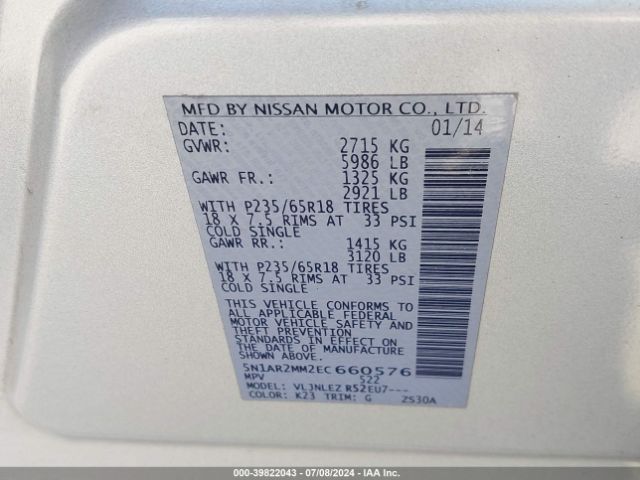 MFD BY NISSAN MOTOR CO., LTD.
DATE: 01/14
GVWR: 2715 KG
5986 LB
GAWR FR.: 1325 KG
2921 LB
WITH P235/65R18 TIRES
18 X 7.5 RIMS AT 33 PSI
COLD SINGLE
GAWR RR.: 1415 KG
3120 LB
WITH P235/65R18 TIRES
18 X 7.5 RIMS AT 33 PSI
COLD SINGLE
THIS VEHICLE CONFORMS TO
ALL APPLICABLE FEDERAL
MOTOR VEHICLE SAFETY AND
THEFT PREVENTION
STANDARDS IN EFFECT ON
THE DATE OF MANUFACTURE
SHOWN ABOVE.
5N1AR2MM2EC660576
MPV S22
MODEL: VLJNLEZ R52EU7---
COLOR: K23 TRIM: G 2S30A
000-39822043 — 07/08/2024 — IAA